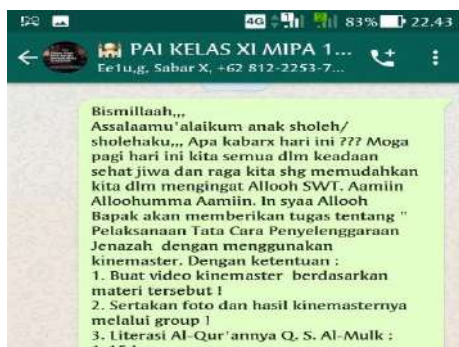 4G 83% 22.43
PAI KELAS XI MIPA 1...
Ee1u,g, Sabar X, +62 812-2253-7...
Bismillaah,,,
Assalaamu'alaikum anak sholeh/
sholehaku,,, Apa kabarx hari ini ??? Moga
pagi hari ini kita semua dlm keadaan
sehat jiwa dan raga kita shg memudahkan
kita dlm mengingat Allooh SWT. Aamiin
Alloohumma Aamiin. In syaa Allooh
Bapak akan memberikan tugas tentang "
Pelaksanaan Tata Cara Penyelenggaraan
Jenazah dengan menggunakan
kinemaster. Dengan ketentuan :
1. Buat video kinemaster berdasarkan
materi tersebut !
2. Sertakan foto dan hasil kinemasternya
melalui group !
3. Literasi Al-Qur'annya Q. S. Al-Mulk :